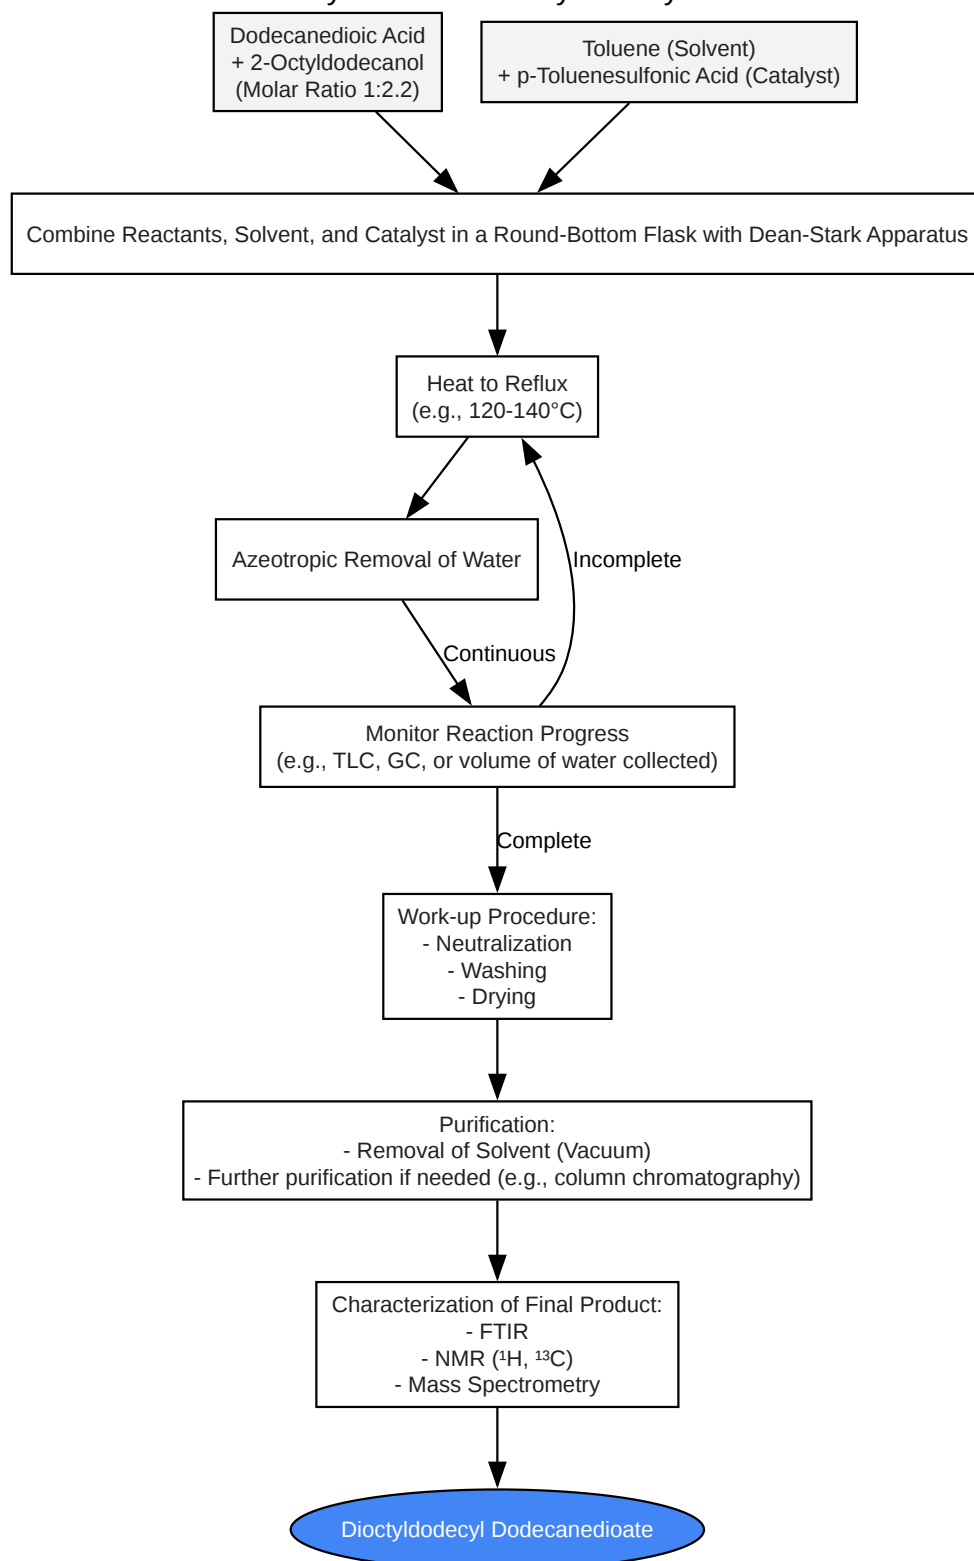 Dodecanedioic Acid
+ 2-Octyldodecanol
(Molar Ratio 1:2.2)
Toluene (Solvent)
+ p-Toluenesulfonic Acid (Catalyst)
Combine Reactants, Solvent, and Catalyst in a Round-Bottom Flask with Dean-Stark Apparatus
Heat to Reflux
(e.g., 120-140°C)
Azeotropic Removal of Water
Incomplete
Continuous
Monitor Reaction Progress
(e.g., TLC, GC, or volume of water collected)
Complete
Work-up Procedure:
- Neutralization
- Washing
- Drying
Purification:
- Removal of Solvent (Vacuum)
- Further purification if needed (e.g., column chromatography)
Characterization of Final Product:
- FTIR
- NMR (¹H, ¹³C)
- Mass Spectrometry
Dioctyldodecyl Dodecanedioate